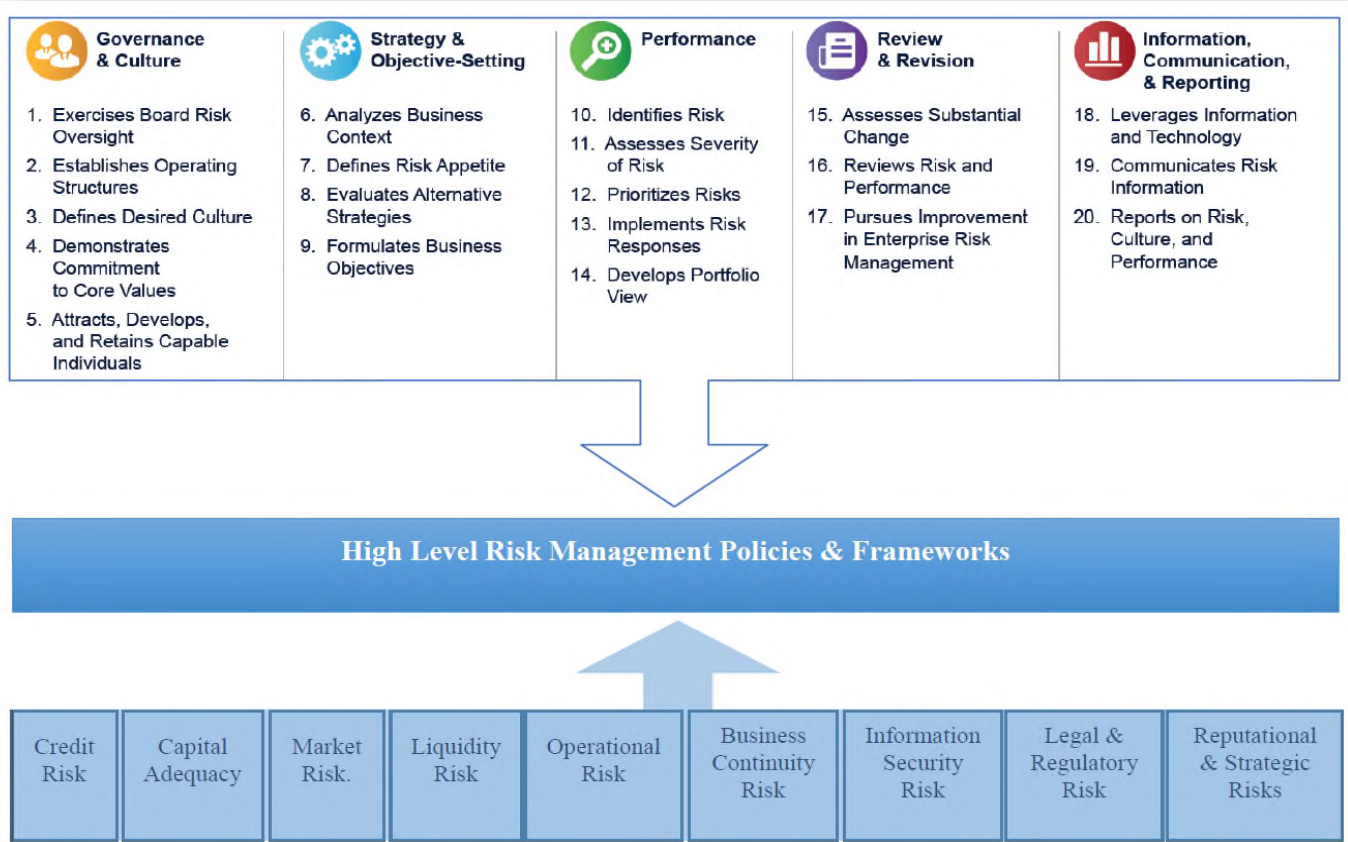 Governance
& Culture
1. Exercises Board Risk
Oversight
2. Establishes Operating
Structures
3. Defines Desired Culture
4. Demonstrates
Commitment
to Core Values
5. Attracts, Develops,
and Retains Capable
Individuals
Strategy &
Objective-Setting
6. Analyzes Business
Context
7. Defines Risk Appetite
8. Evaluates Alternative
Strategies
9. Formulates Business
Objectives
Performance
10. Identifies Risk
11. Assesses Severity
of Risk
12. Prioritizes Risks
13. Implements Risk
Responses
14. Develops Portfolio
View
Review
& Revision
15. Assesses Substantial
Change
16. Reviews Risk and
Performance
17. Pursues Improvement
in Enterprise Risk
Management
Information,
Communication,
& Reporting
18. Leverages Information
and Technology
19. Communicates Risk
Information
20. Reports on Risk,
Culture, and
Performance
High Level Risk Management Policies & Frameworks
Credit
Risk
Capital
Adequacy
Market
Risk.
Liquidity
Risk
Operational
Risk
Business
Continuity
Risk
Information
Security
Risk
Legal &
Regulatory
Risk
Reputational
& Strategic
Risks